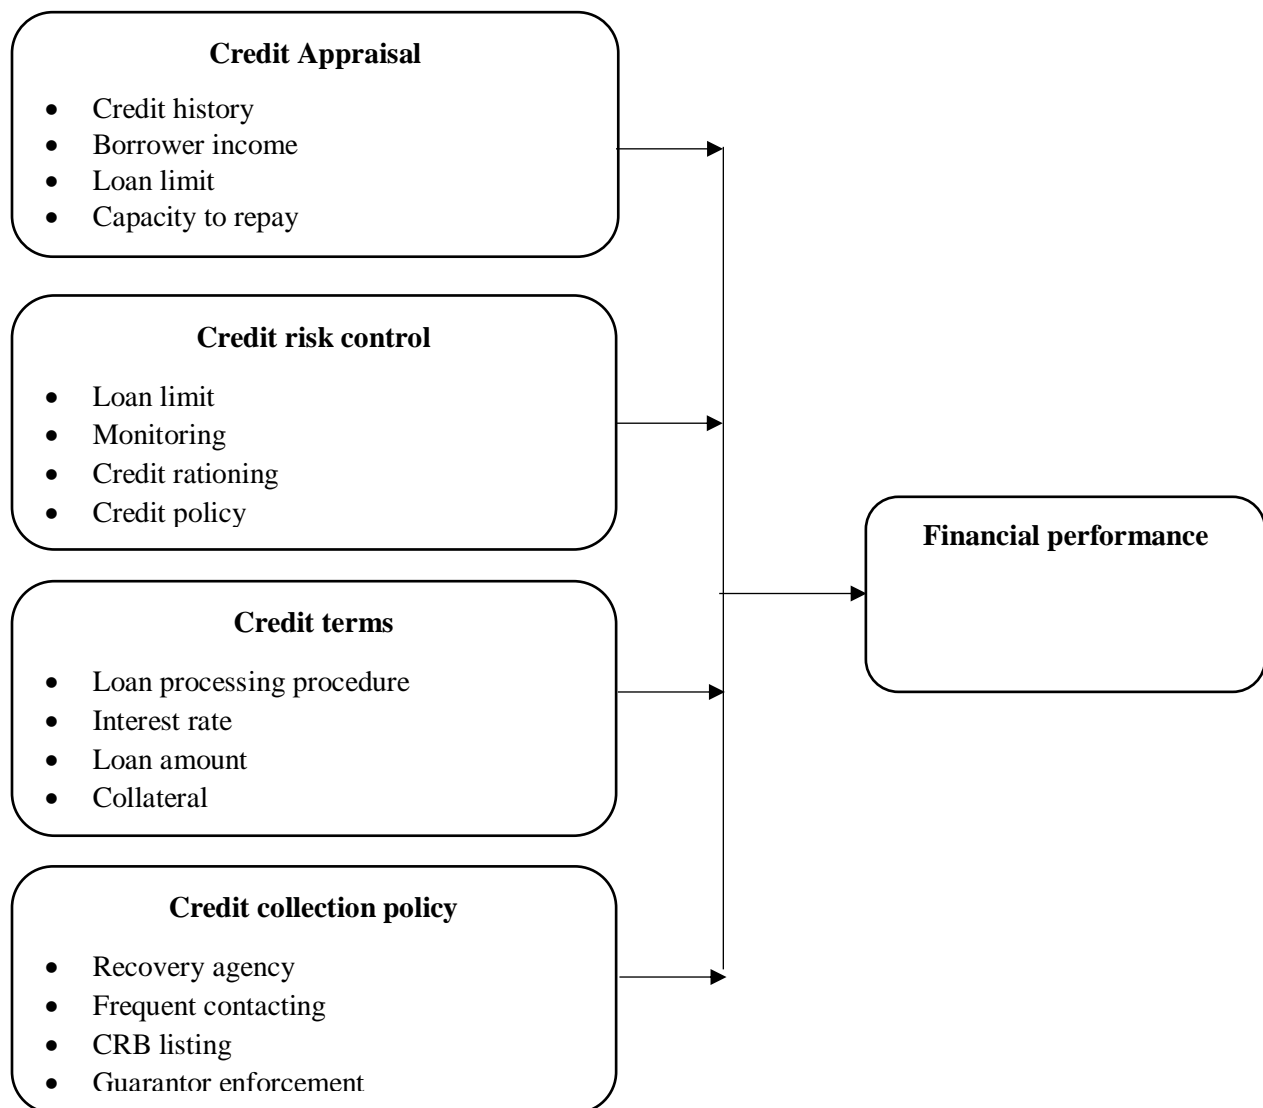 Credit Appraisal
• Credit history
• Borrower income
• Loan limit
• Capacity to repay
Credit risk control
• Loan limit
• Monitoring
• Credit rationing
• Credit policy
Credit terms
• Loan processing procedure
• Interest rate
• Loan amount
• Collateral
Credit collection policy
• Recovery agency
• Frequent contacting
• CRB listing
• Guarantor enforcement
Financial performance